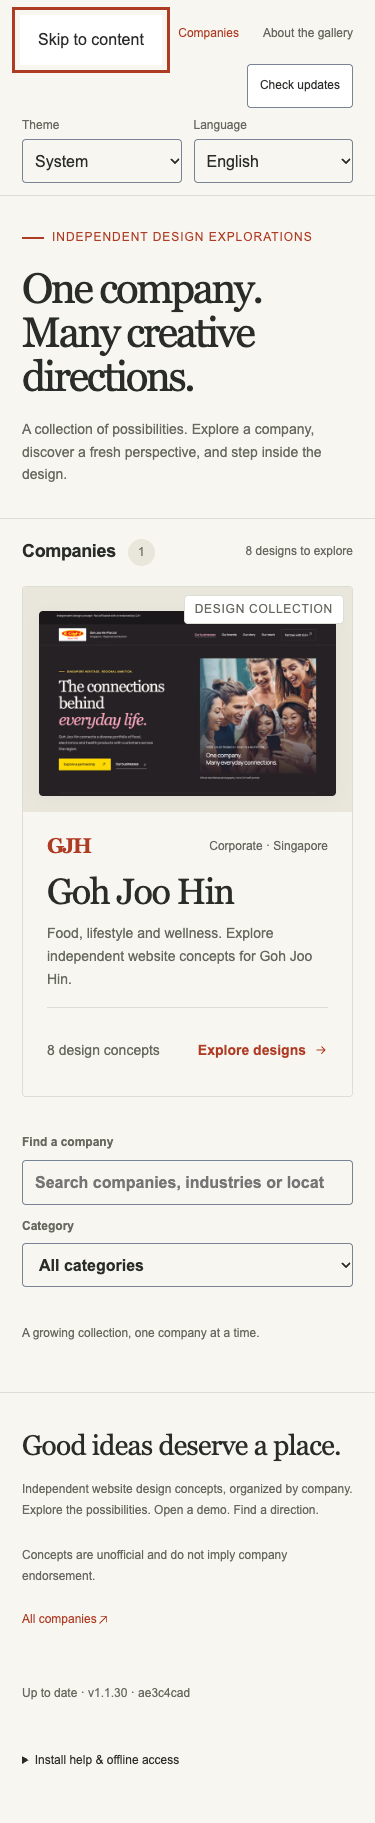 Skip to content
Companies
About the gallery
Check updates
Theme
Language
System
English
INDEPENDENT DESIGN EXPLORATIONS
One company.
Many creative
directions.
A collection of possibilities. Explore a company,
discover a fresh perspective, and step inside the
design.
Companies 1
8 designs to explore
DESIGN COLLECTION
The connections
behind
everyday life.
One company.
Many everyday connections.
GJH
Corporate · Singapore
Goh Joo Hin
Food, lifestyle and wellness. Explore
independent website concepts for Goh Joo
Hin.
8 design concepts
Explore designs →
Find a company
Search companies, industries or locat
Category
All categories
A growing collection, one company at a time.
Good ideas deserve a place.
Independent website design concepts, organized by company.
Explore the possibilities. Open a demo. Find a direction.
Concepts are unofficial and do not imply company
endorsement.
All companies↗
Up to date · v1.1.30 · ae3c4cad
▶ Install help & offline access